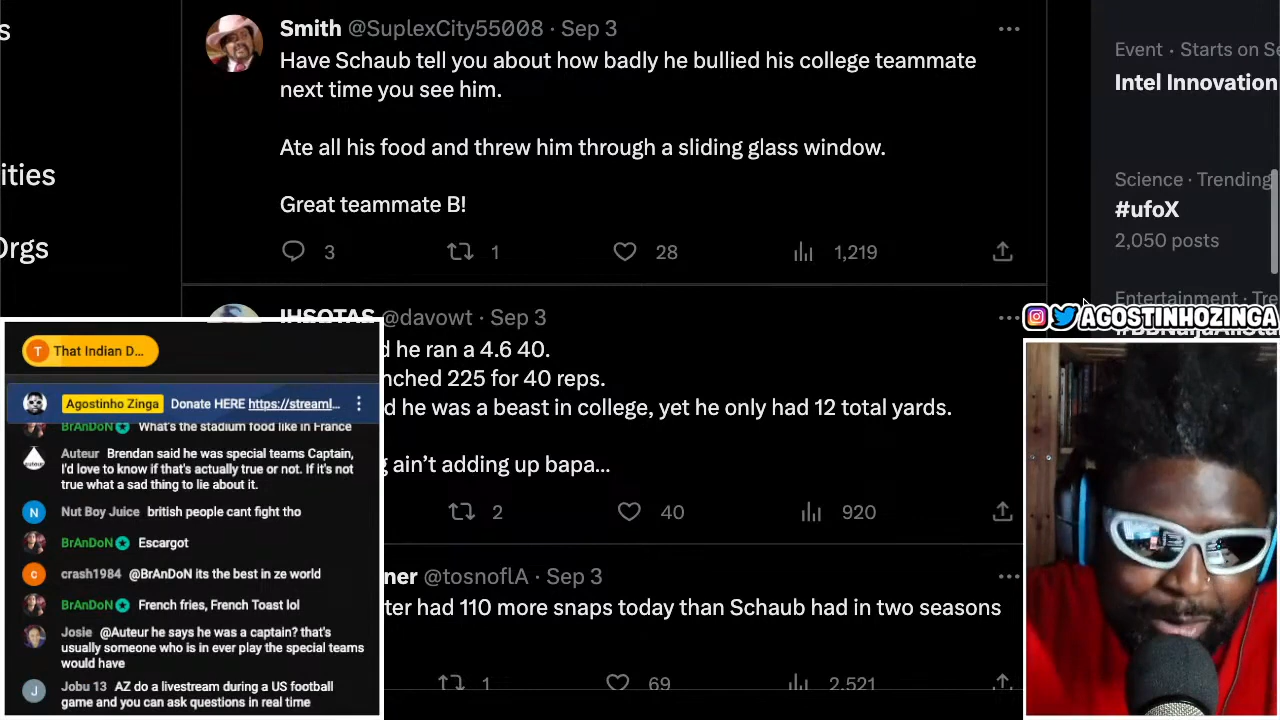 s
ities
Orgs
Smith @SuplexCity55008 · Sep 3
Have Schaub tell you about how badly he bullied his college teammate
next time you see him.
Ate all his food and threw him through a sliding glass window.
Great teammate B!
3 1 28 1,219
IHSOTAS @davowt · Sep 3
d he ran a 4.6 40.
nched 225 for 40 reps.
d he was a beast in college, yet he only had 12 total yards.
g ain't adding up bapa...
2 40 920
ner @tosnoflA · Sep 3
ter had 110 more snaps today than Schaub had in two seasons
1 69 2,521
Event · Starts on Se
Intel Innovation
Science · Trending
#ufoX
2,050 posts
Entertainment · Tre
AGOSTINHOZINGA
T That Indian D...
Agostinho Zinga Donate HERE https://streaml...
BrAnDoN What's the stadium food like in France
Auteur Brendan said he was special teams Captain,
I'd love to know if that's actually true or not. If it's not
true what a sad thing to lie about it.
N Nut Boy Juice british people cant fight tho
BrAnDoN Escargot
c crash1984 @BrAnDoN its the best in ze world
BrAnDoN French fries, French Toast lol
Josie @Auteur he says he was a captain? that's
usually someone who is in ever play the special teams
would have
J Jobu 13 AZ do a livestream during a US football
game and you can ask questions in real time